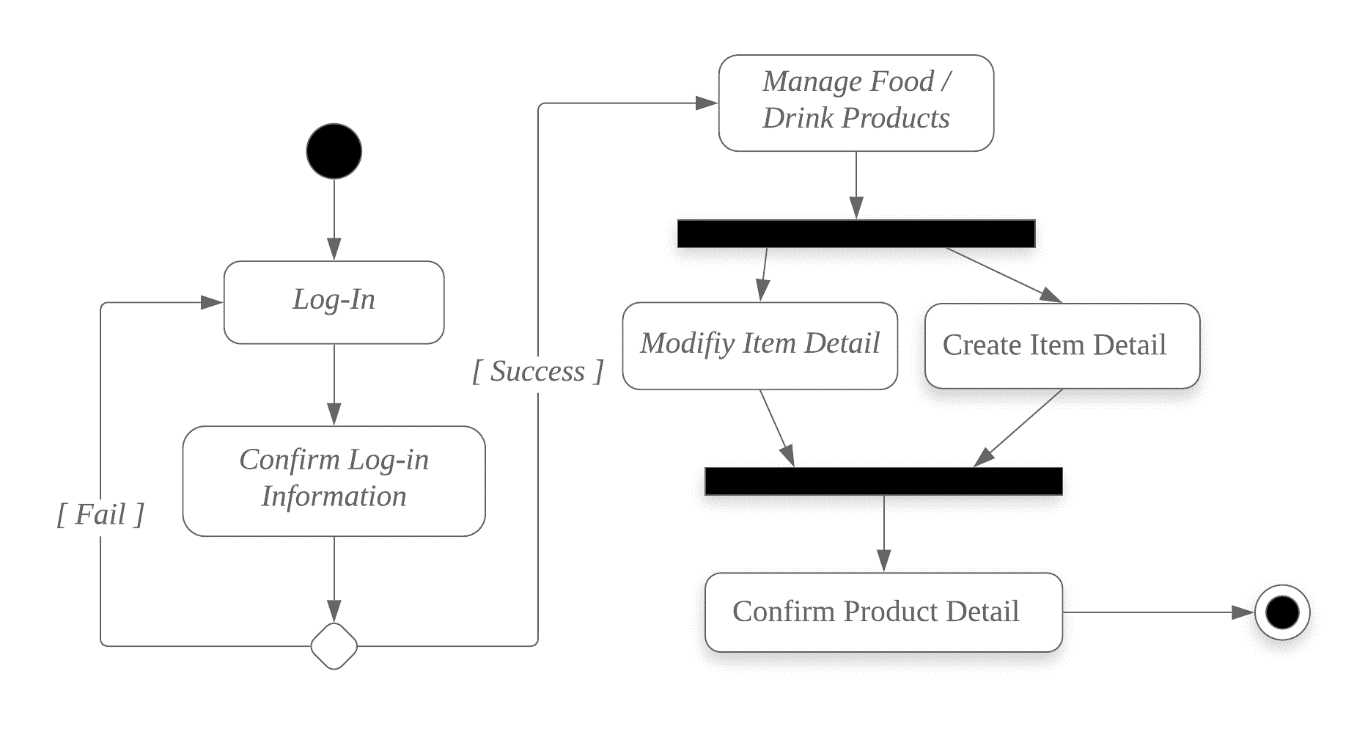 Log-In
Confirm Log-in
Information
[ Fail ]
[ Success ]
Manage Food /
Drink Products
Modifiy Item Detail
Create Item Detail
Confirm Product Detail